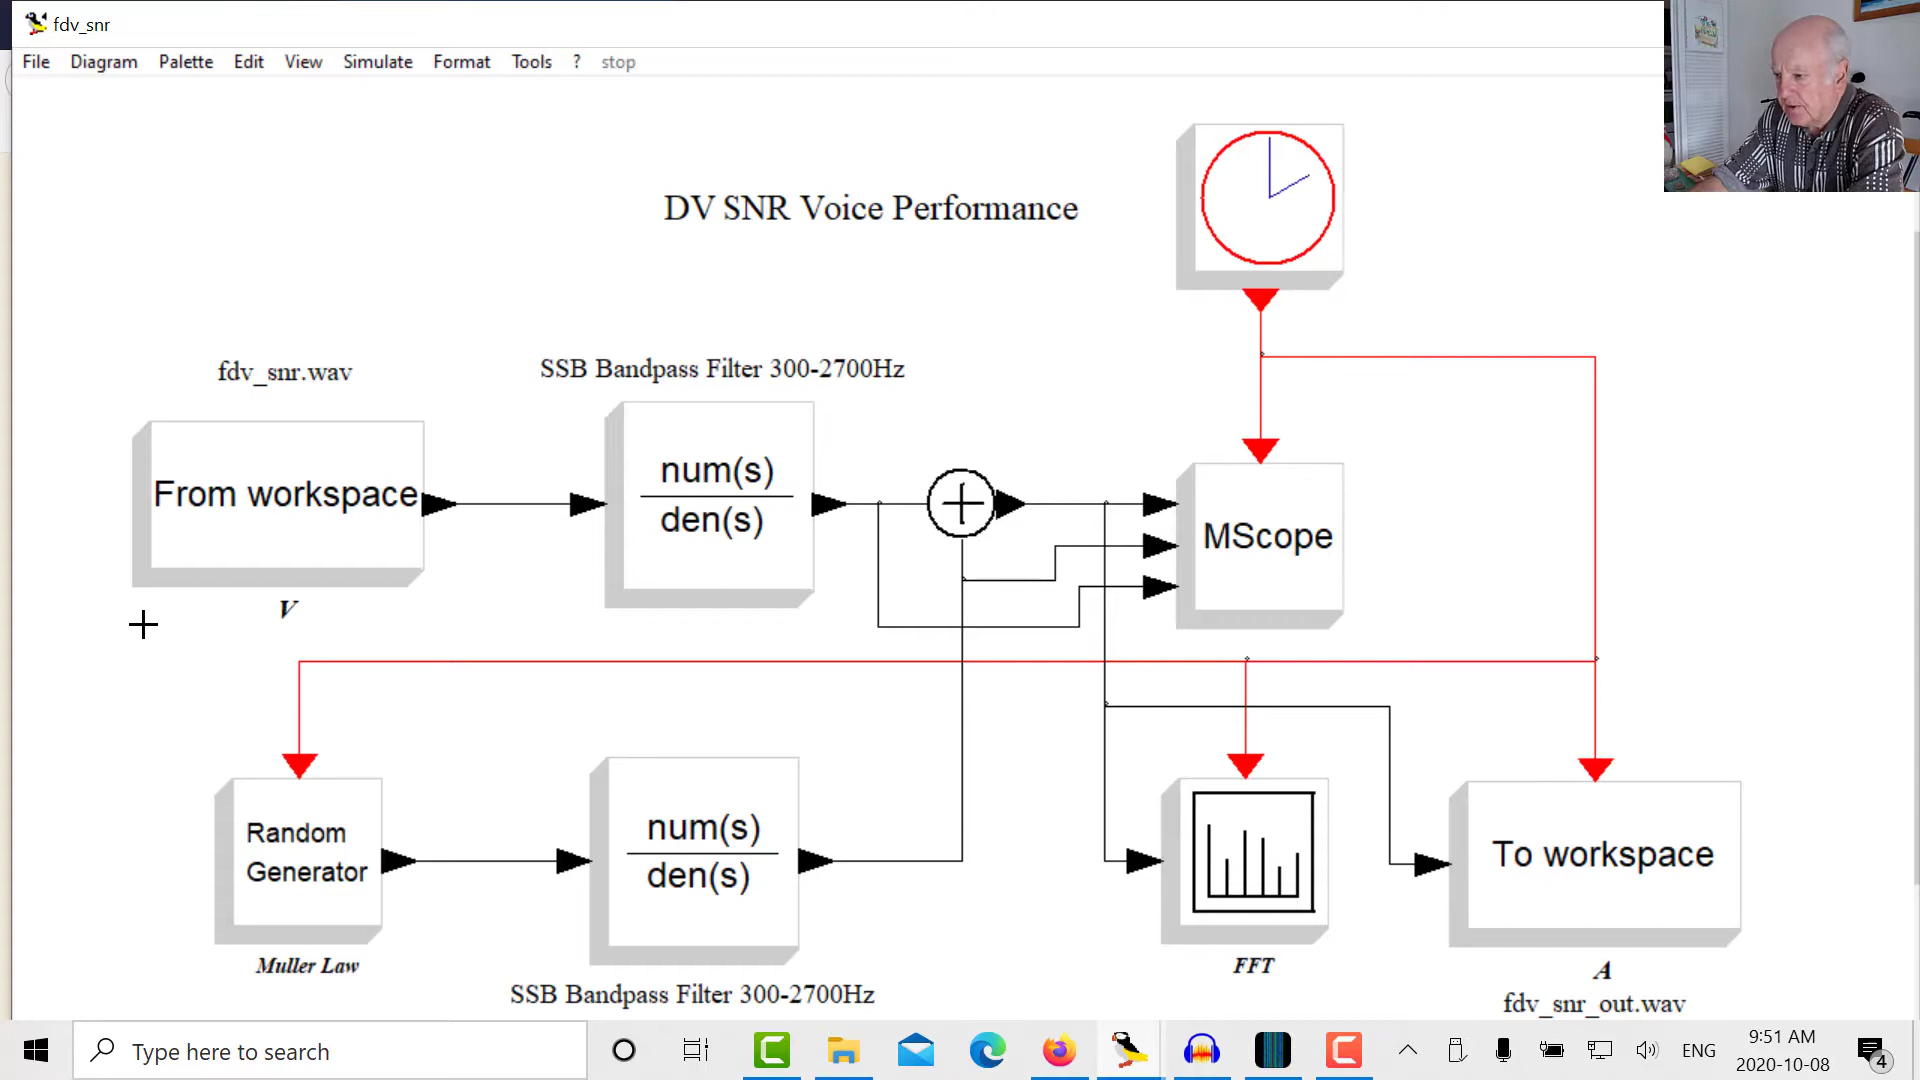 fdv_snr
File Diagram Palette Edit View Simulate Format Tools ? stop
DV SNR Voice Performance
fdv_snr.wav
SSB Bandpass Filter 300-2700Hz
From workspace
num(s)
den(s)
MScope
V
Random
Generator
num(s)
den(s)
To workspace
Muller Law
FFT
A
SSB Bandpass Filter 300-2700Hz
fdv_snr_out.wav
Type here to search
ENG
9:51 AM
2020-10-08
4